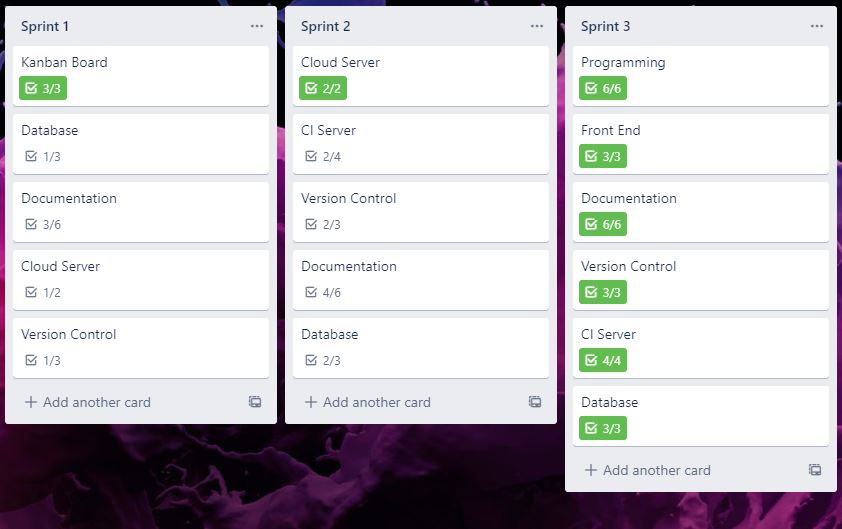 Sprint 1
Kanban Board
3/3
Database
1/3
Documentation
3/6
Cloud Server
1/2
Version Control
1/3
Add another card
Sprint 2
Cloud Server
2/2
CI Server
2/4
Version Control
2/3
Documentation
4/6
Database
2/3
Add another card
Sprint 3
Programming
6/6
Front End
3/3
Documentation
6/6
Version Control
3/3
CI Server
4/4
Database
3/3
Add another card